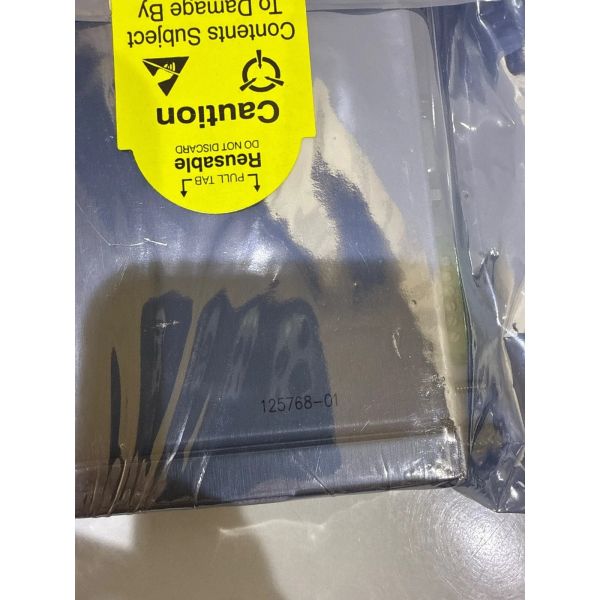 PULL TAB
Reusable
DO NOT DISCARD
Caution
Contents Subject
To Damage By
125768-01